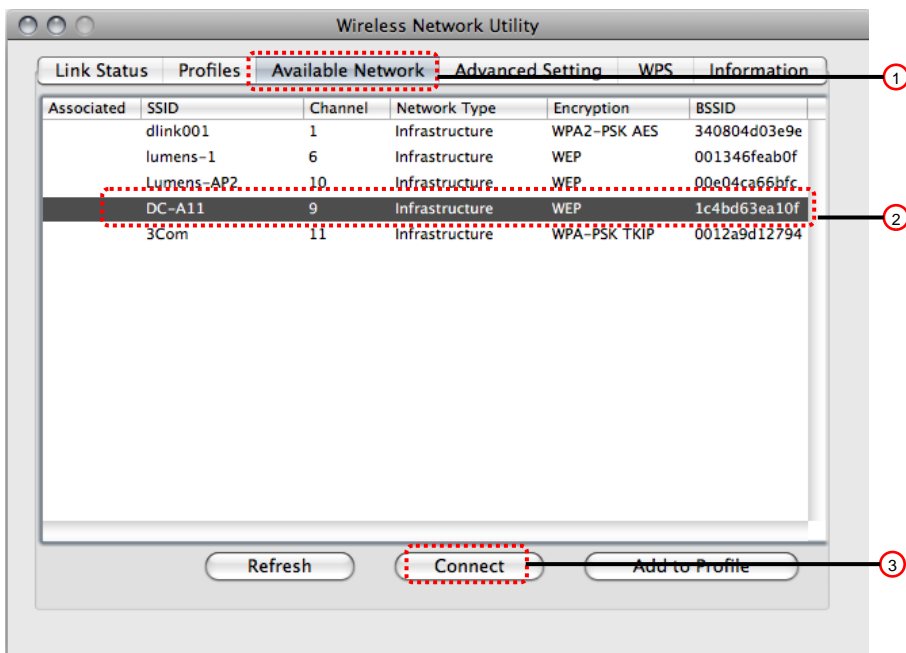 Wireless Network Utility
Link Status Profiles Available Network Advanced Setting WPS Information
1
Associated SSID Channel Network Type Encryption BSSID
dlink001 1 Infrastructure WPA2-PSK AES 340804d03e9e
lumens-1 6 Infrastructure WEP 001346feab0f
Lumens-AP2 10 Infrastructure WEP 00e04ca66bfc
DC-A11 9 Infrastructure WEP 1c4bd63ea10f
2
3Com 11 Infrastructure WPA-PSK TKIP 0012a9d12794
Refresh Connect Add to Profile
3